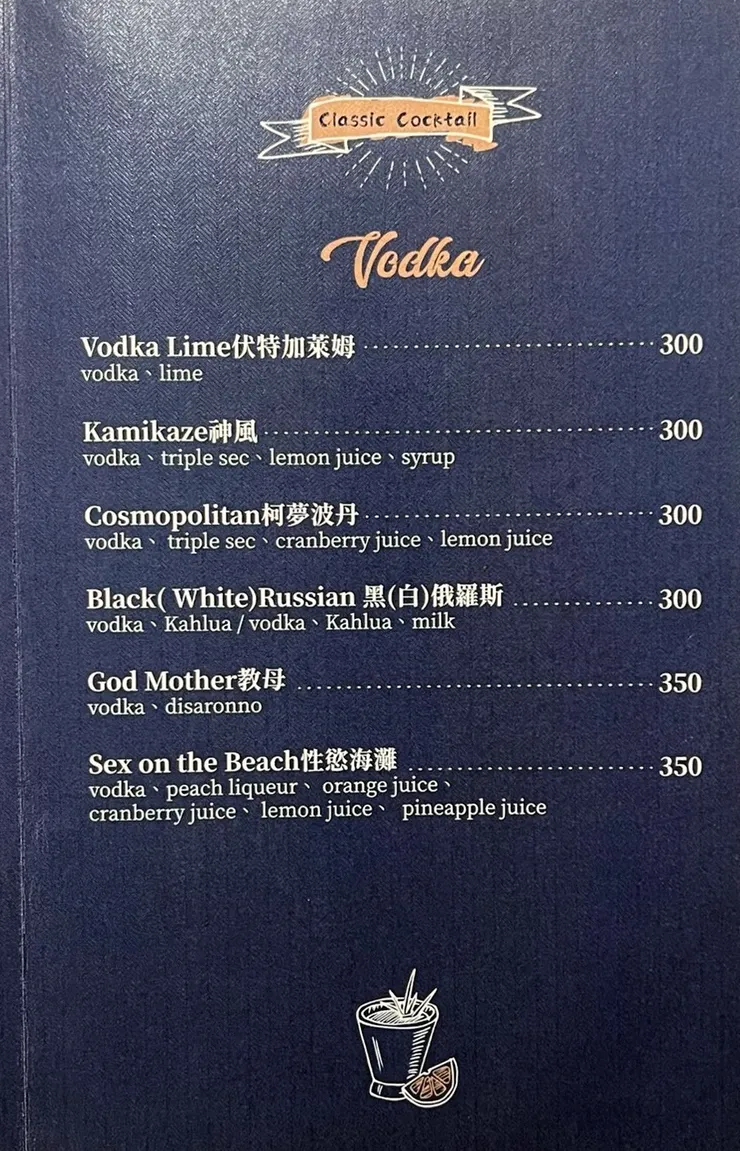 Classic Cocktail
Vodka
Vodka Lime伏特加萊姆 300
vodka、lime
Kamikaze神風 300
vodka、triple sec、lemon juice、syrup
Cosmopolitan柯夢波丹 300
vodka、 triple sec、cranberry juice、lemon juice
Black( White)Russian 黑(白)俄羅斯 300
vodka、Kahlua / vodka、Kahlua、milk
God Mother教母 350
vodka、disaronno
Sex on the Beach性慾海灘 350
vodka、peach liqueur、 orange juice、
cranberry juice、 lemon juice、 pineapple juice